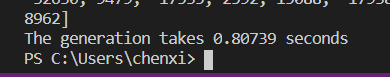 8962]
The generation takes 0.80739 seconds
PS C:\Users\chenxi>